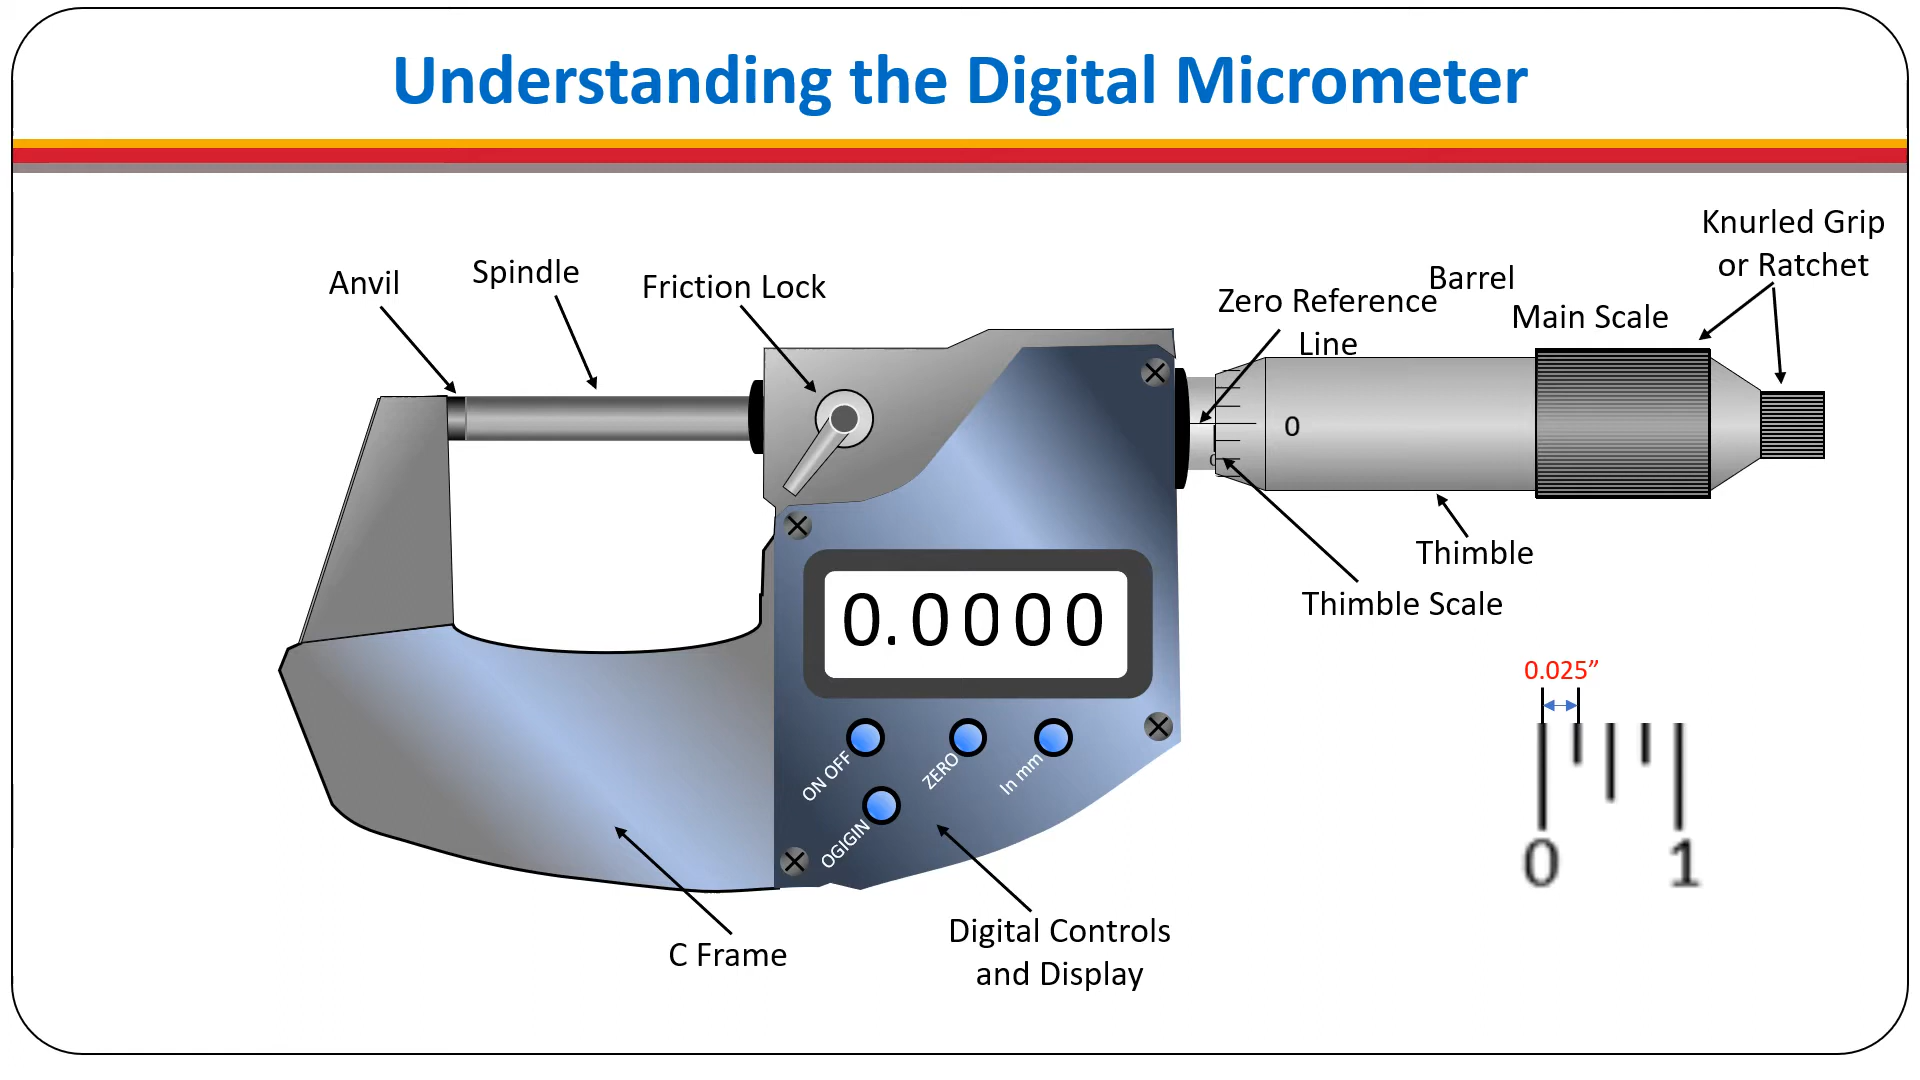 Understanding the Digital Micrometer
Knurled Grip
or Ratchet
Anvil
Spindle
Friction Lock
Barrel
Zero Reference
Line
Main Scale
0
0
Thimble
Thimble Scale
0.0000
0.025”
ON OFF
ZERO
In mm
OGIGIN
0
1
C Frame
Digital Controls
and Display